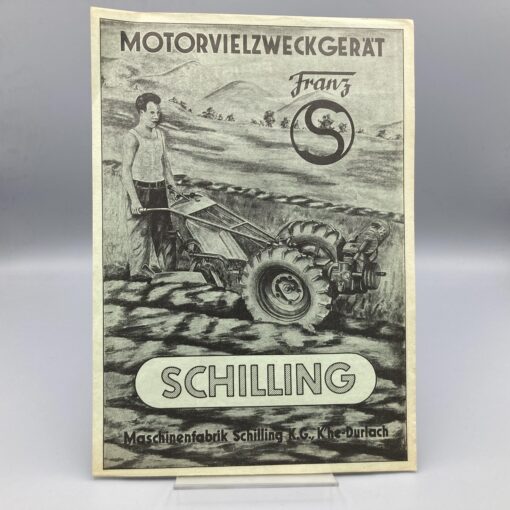 MOTORVIELZWECKGERÄT
Franz
S
SCHILLING
Maschinenfabrik Schilling K.G., K'he-Durlach